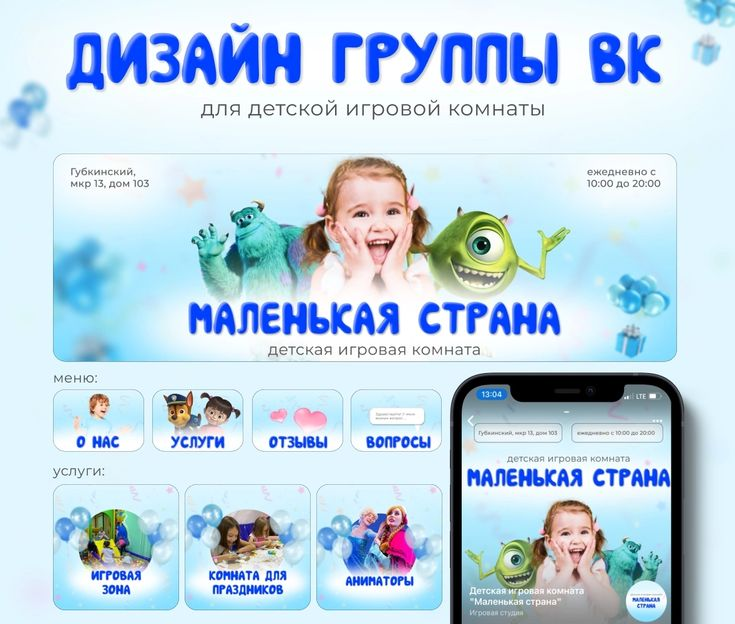 ДИЗАЙН ГРУППЫ ВК
для детской игровой комнаты
Губкинский,
мкр 13, дом 103
ежедневно с
10:00 до 20:00
МАЛЕНЬКАЯ СТРАНА
детская игровая комната
меню:
О НАС
УСЛУГИ
ОТЗЫВЫ
ВОПРОСЫ
услуги:
ИГРОВАЯ
ЗОНА
КОМНАТА ДЛЯ
ПРАЗДНИКОВ
АНИМАТОРЫ
13:04
LTE
Губкинский, мкр 13, дом 103
ежедневно с 10:00 до 20:00
детская игровая комната
МАЛЕНЬКАЯ СТРАНА
Детская игровая комната
"Маленькая страна"
Игровая студия
МАЛЕНЬКАЯ
СТРАНА